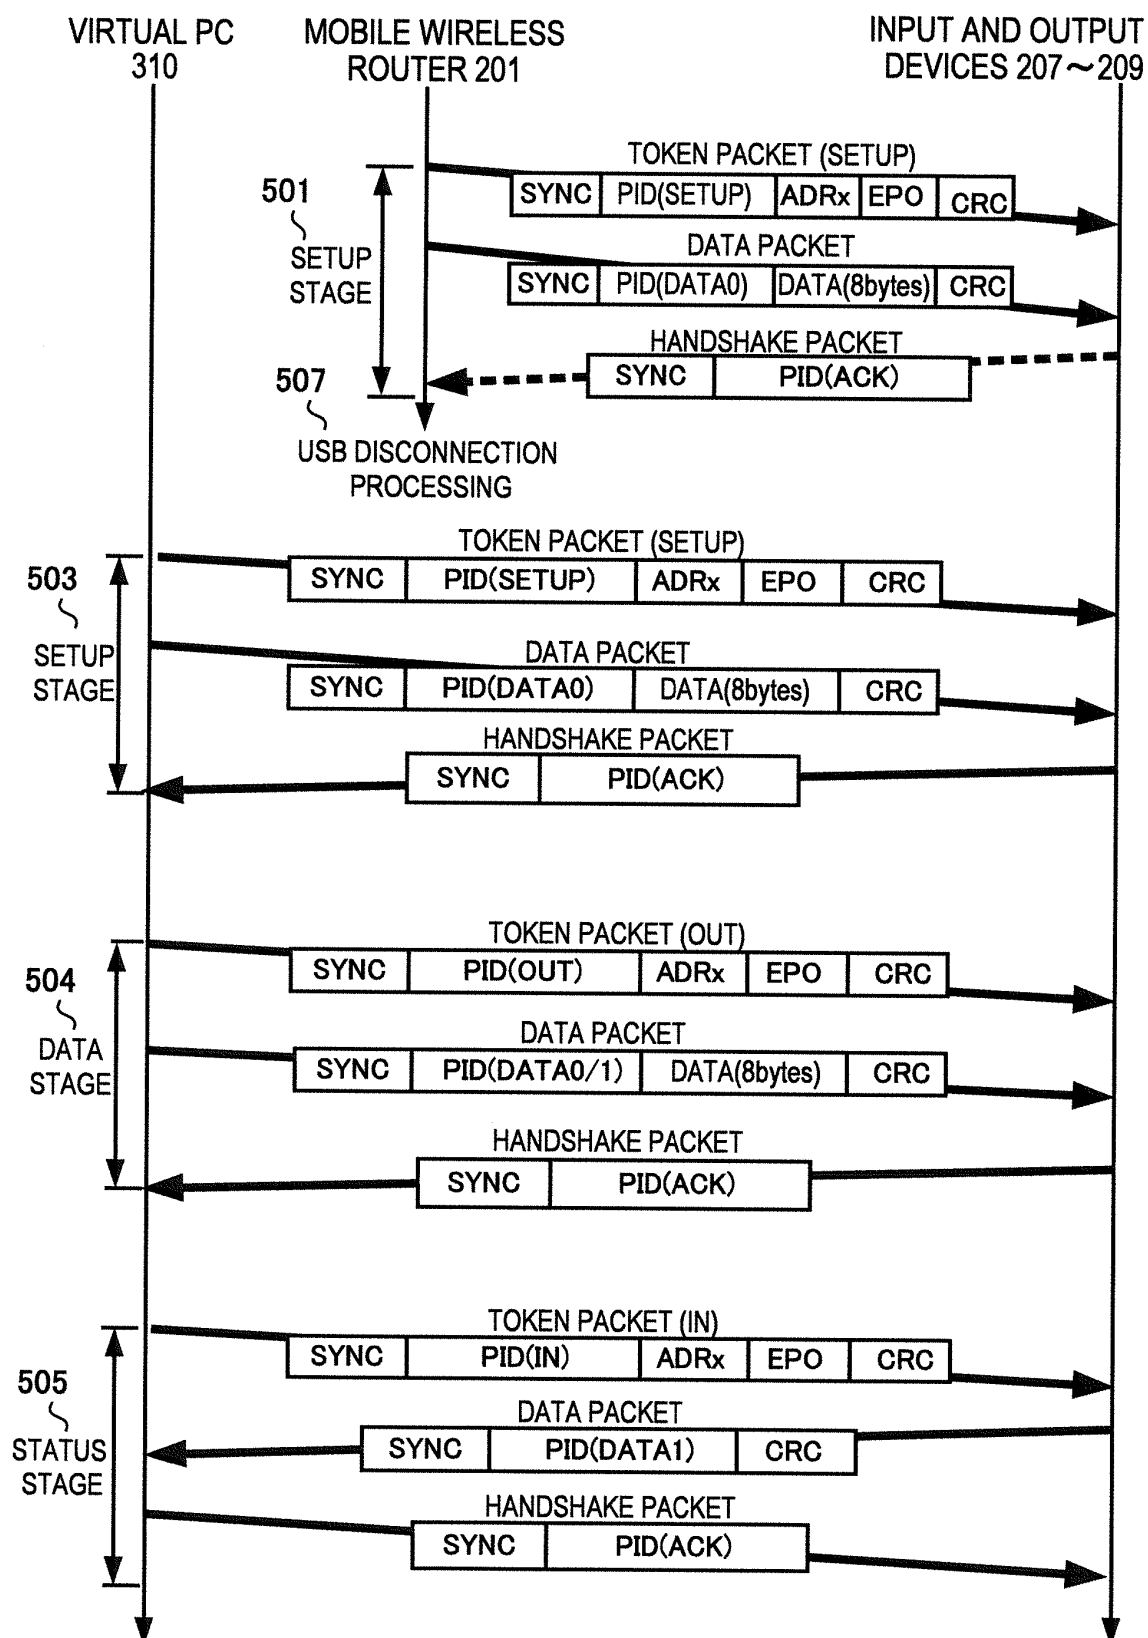 VIRTUAL PC
310
MOBILE WIRELESS
ROUTER 201
INPUT AND OUTPUT
DEVICES 207~209
TOKEN PACKET (SETUP)
SYNC PID(SETUP) ADRx EPO CRC
501
SETUP
STAGE
DATA PACKET
SYNC PID(DATA0) DATA(8bytes) CRC
HANDSHAKE PACKET
SYNC PID(ACK)
507
USB DISCONNECTION
PROCESSING
TOKEN PACKET (SETUP)
SYNC PID(SETUP) ADRx EPO CRC
503
SETUP
STAGE
DATA PACKET
SYNC PID(DATA0) DATA(8bytes) CRC
HANDSHAKE PACKET
SYNC PID(ACK)
TOKEN PACKET (OUT)
SYNC PID(OUT) ADRx EPO CRC
504
DATA
STAGE
DATA PACKET
SYNC PID(DATA0/1) DATA(8bytes) CRC
HANDSHAKE PACKET
SYNC PID(ACK)
TOKEN PACKET (IN)
SYNC PID(IN) ADRx EPO CRC
505
STATUS
STAGE
DATA PACKET
SYNC PID(DATA1) CRC
HANDSHAKE PACKET
SYNC PID(ACK)